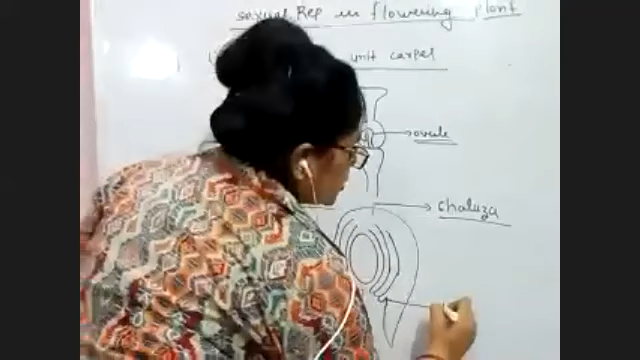 sexual Rep in flowering plant
unit carpel
ovule
chalaza